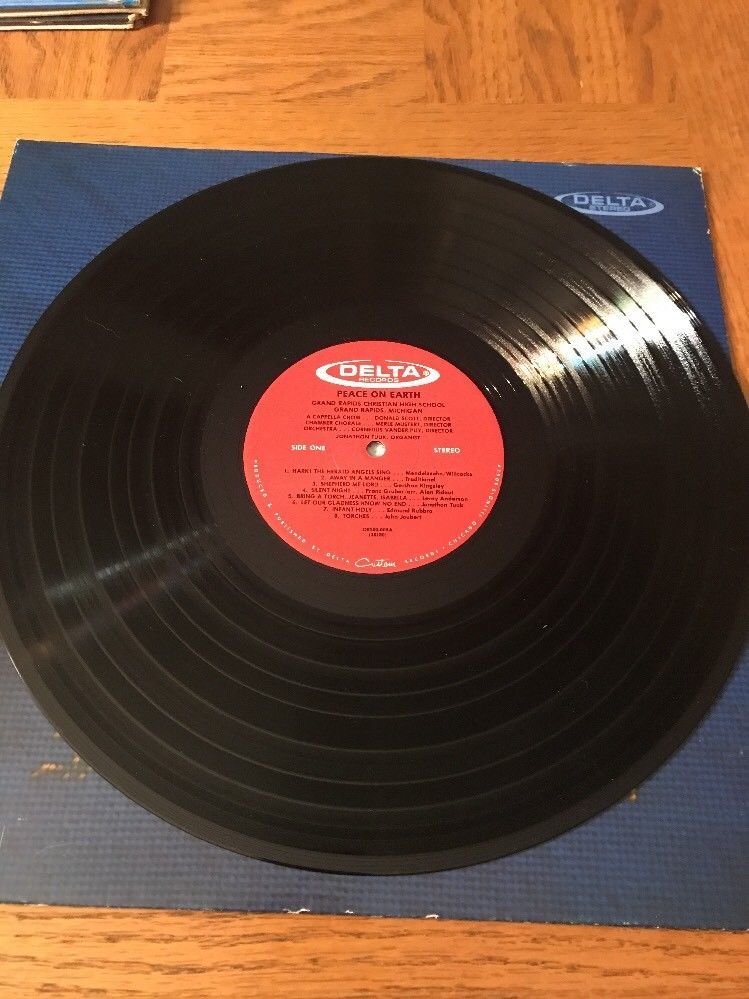 DELTA
STEREO
DELTA
RECORDS
PEACE ON EARTH
GRAND RAPIDS CHRISTIAN HIGH SCHOOL
GRAND RAPIDS, MICHIGAN
A CAPPELLA CHOIR . . . DONALD SCOTT, DIRECTOR
CHAMBER CHORALE . . . MERLE MUSTERT, DIRECTOR
ORCHESTRA . . . CORNELIUS VANDER PUY, DIRECTOR
JONATHON TUUK, ORGANIST
SIDE ONE
STEREO
1. HARK! THE HERALD ANGELS SING . . . Mendelssohn-Willcocks
2. AWAY IN A MANGER . . . Traditional
3. SHEPHERD ME LORD . . . Gershon Kingsley
4. SILENT NIGHT . . . Franz Gruber arr. Alan Ridout
5. BRING A TORCH, JEANETTE, ISABELLA . . . Leroy Anderson
6. LET OUR GLADNESS KNOW NO END . . . Jonathon Tuuk
7. INFANT HOLY . . . Edmund Rubbra
8. TORCHES . . . John Joubert
PRODUCED & PUBLISHED BY DELTA Custom RECORDS • CHICAGO ILLINOIS